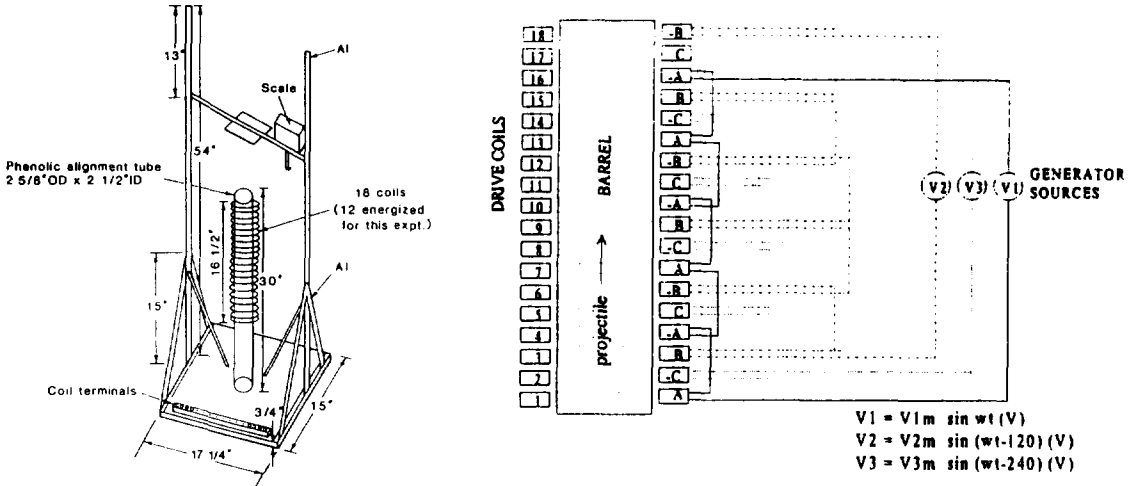 13"
Al
Scale
54"
Phenolic alignment tube
2 5/8"OD x 2 1/2"ID
18 coils
(12 energized
for this expt.)
16 1/2"
30"
Al
15"
Coil terminals
3/4"
15"
17 1/4"
DRIVE COILS
18
17
16
15
14
13
12
11
10
9
8
7
6
5
4
3
2
1
projectile
BARREL
-B
C
-A
B
-C
A
-B
C
-A
B
-C
A
-B
C
-A
B
-C
A
V2
V3
V1
GENERATOR
SOURCES
V1 = V1m sin wt (V)
V2 = V2m sin (wt-120) (V)
V3 = V3m sin (wt-240) (V)